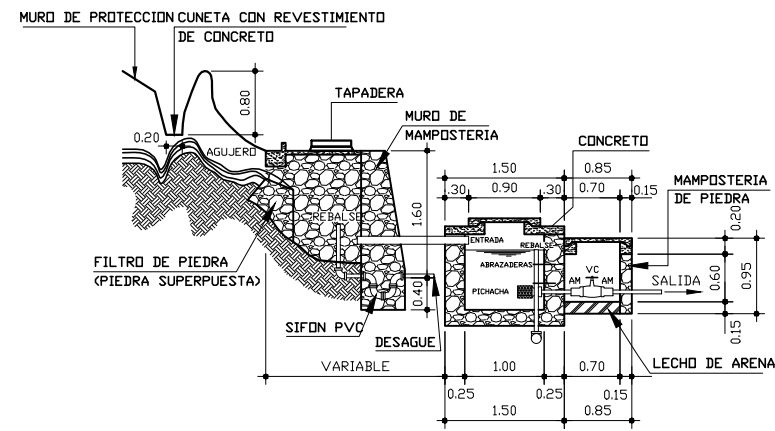 MURO DE PROTECCION
CUNETA CON REVESTIMIENTO
DE CONCRETO
TAPADERA
0.80
MURO DE
MAMPOSTERIA
0.20
AGUJERO
CONCRETO
1.50
0.85
MAMPOSTERIA
DE PIEDRA
.30
0.90
.30
0.70
0.15
1.60
0.20
REBALSE
ENTRADA
REBALSE
ABRAZADERAS
FILTRO DE PIEDRA
(PIEDRA SUPERPUESTA)
VC
AM
AM
SALIDA
0.60
0.95
PICHACHA
0.40
SIFON PVC
DESAGUE
0.15
LECHO DE ARENA
VARIABLE
1.00
0.70
0.25
0.25
0.15
1.50
0.85